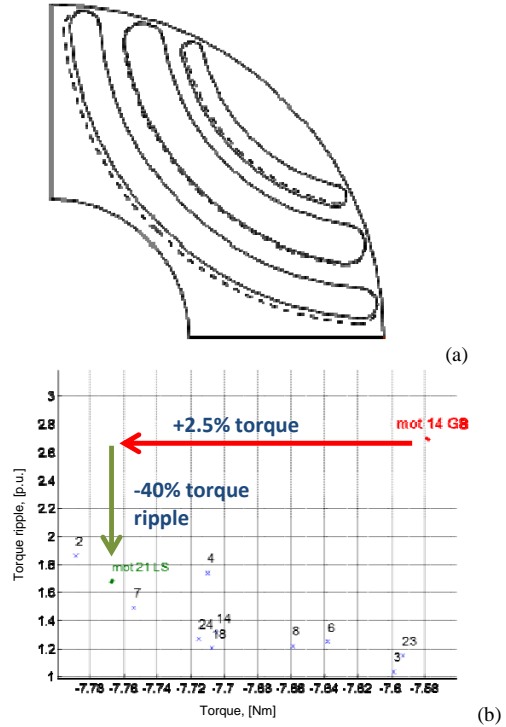 (a)
3
2.8
2.6
2.4
2.2
2
1.8
1.6
1.4
1.2
1
Torque ripple, [p.u.]
+2.5% torque
mot 14 GB
-40% torque
ripple
2
mot 21 LS
7
4
24
14
18
8
6
23
3
-7.78 -7.76 -7.74 -7.72 -7.7 -7.68 -7.66 -7.64 -7.62 -7.6 -7.58
Torque, [Nm]
(b)